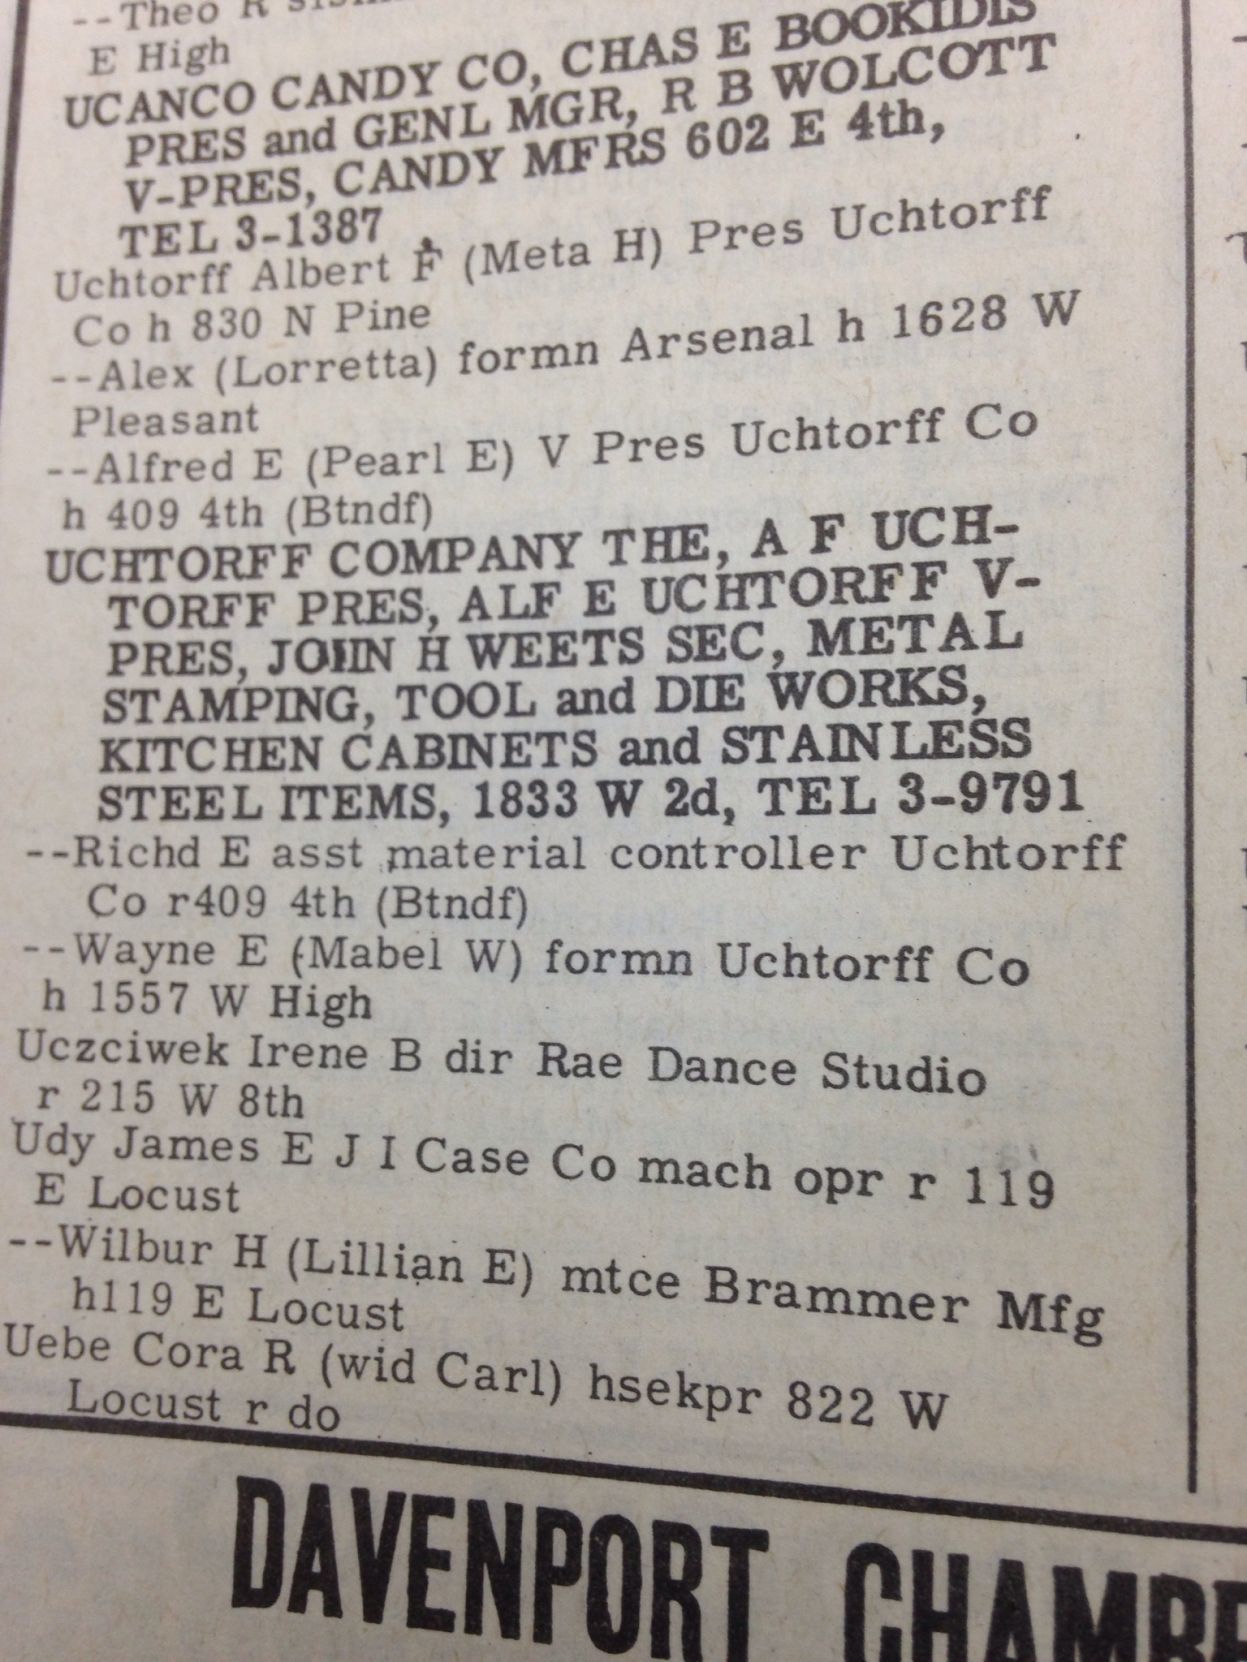 --Theo R
E High
UCANCO CANDY CO, CHAS E BOOKIDIS
PRES and GENL MGR, R B WOLCOTT
V-PRES, CANDY MFRS 602 E 4th,
TEL 3-1387
Uchtorff Albert F (Meta H) Pres Uchtorff
Co h 830 N Pine
--Alex (Lorretta) formn Arsenal h 1628 W
Pleasant
--Alfred E (Pearl E) V Pres Uchtorff Co
h 409 4th (Btndf)
UCHTORFF COMPANY THE, A F UCH-
TORFF PRES, ALF E UCHTORFF V-
PRES, JOHN H WEETS SEC, METAL
STAMPING, TOOL and DIE WORKS,
KITCHEN CABINETS and STAINLESS
STEEL ITEMS, 1833 W 2d, TEL 3-9791
--Richd E asst material controller Uchtorff
Co r409 4th (Btndf)
--Wayne E (Mabel W) formn Uchtorff Co
h 1557 W High
Uczciwek Irene B dir Rae Dance Studio
r 215 W 8th
Udy James E J I Case Co mach opr r 119
E Locust
--Wilbur H (Lillian E) mtce Brammer Mfg
h119 E Locust
Uebe Cora R (wid Carl) hsekpr 822 W
Locust r do
DAVENPORT CHAMBE